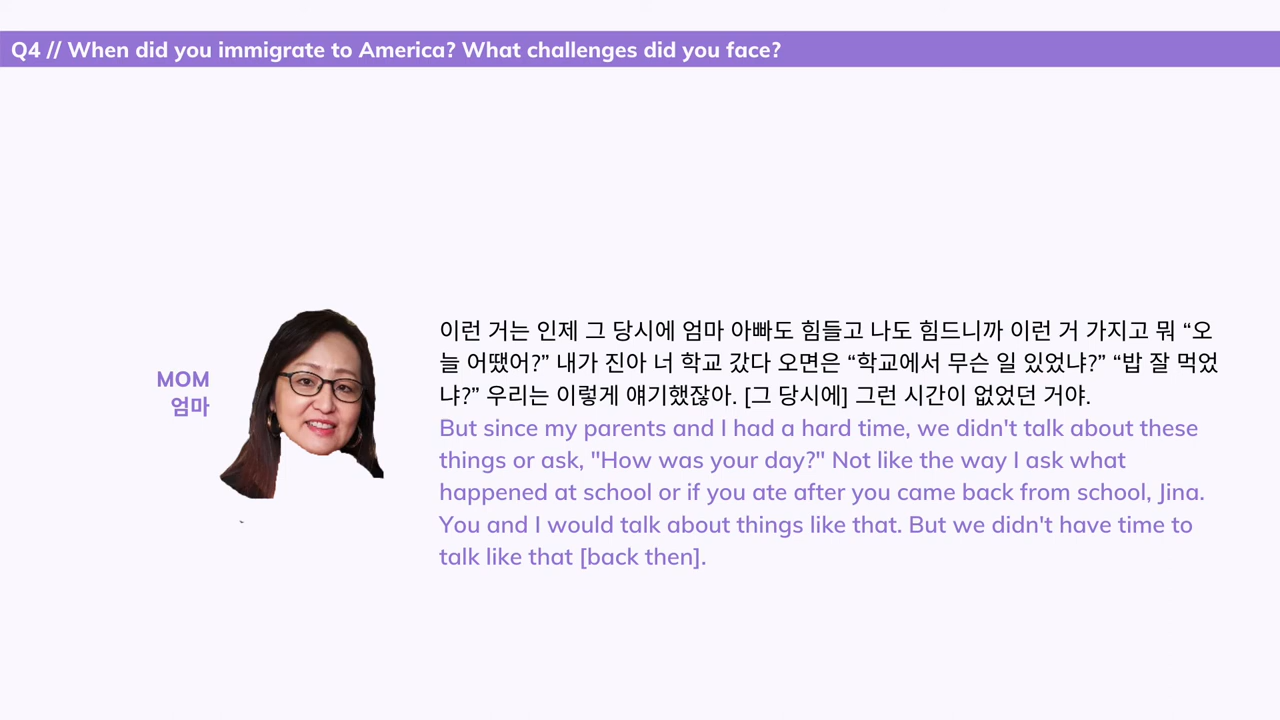 Q4 // When did you immigrate to America? What challenges did you face?
MOM
엄마
이런 거는 인제 그 당시에 엄마 아빠도 힘들고 나도 힘드니까 이런 거 가지고 뭐 “오
늘 어땠어?” 내가 진아 너 학교 갔다 오면은 “학교에서 무슨 일 있었냐?” “밥 잘 먹었
냐?” 우리는 이렇게 얘기했잖아. [그 당시에] 그런 시간이 없었던 거야.
But since my parents and I had a hard time, we didn't talk about these
things or ask, "How was your day?" Not like the way I ask what
happened at school or if you ate after you came back from school, Jina.
You and I would talk about things like that. But we didn't have time to
talk like that [back then].